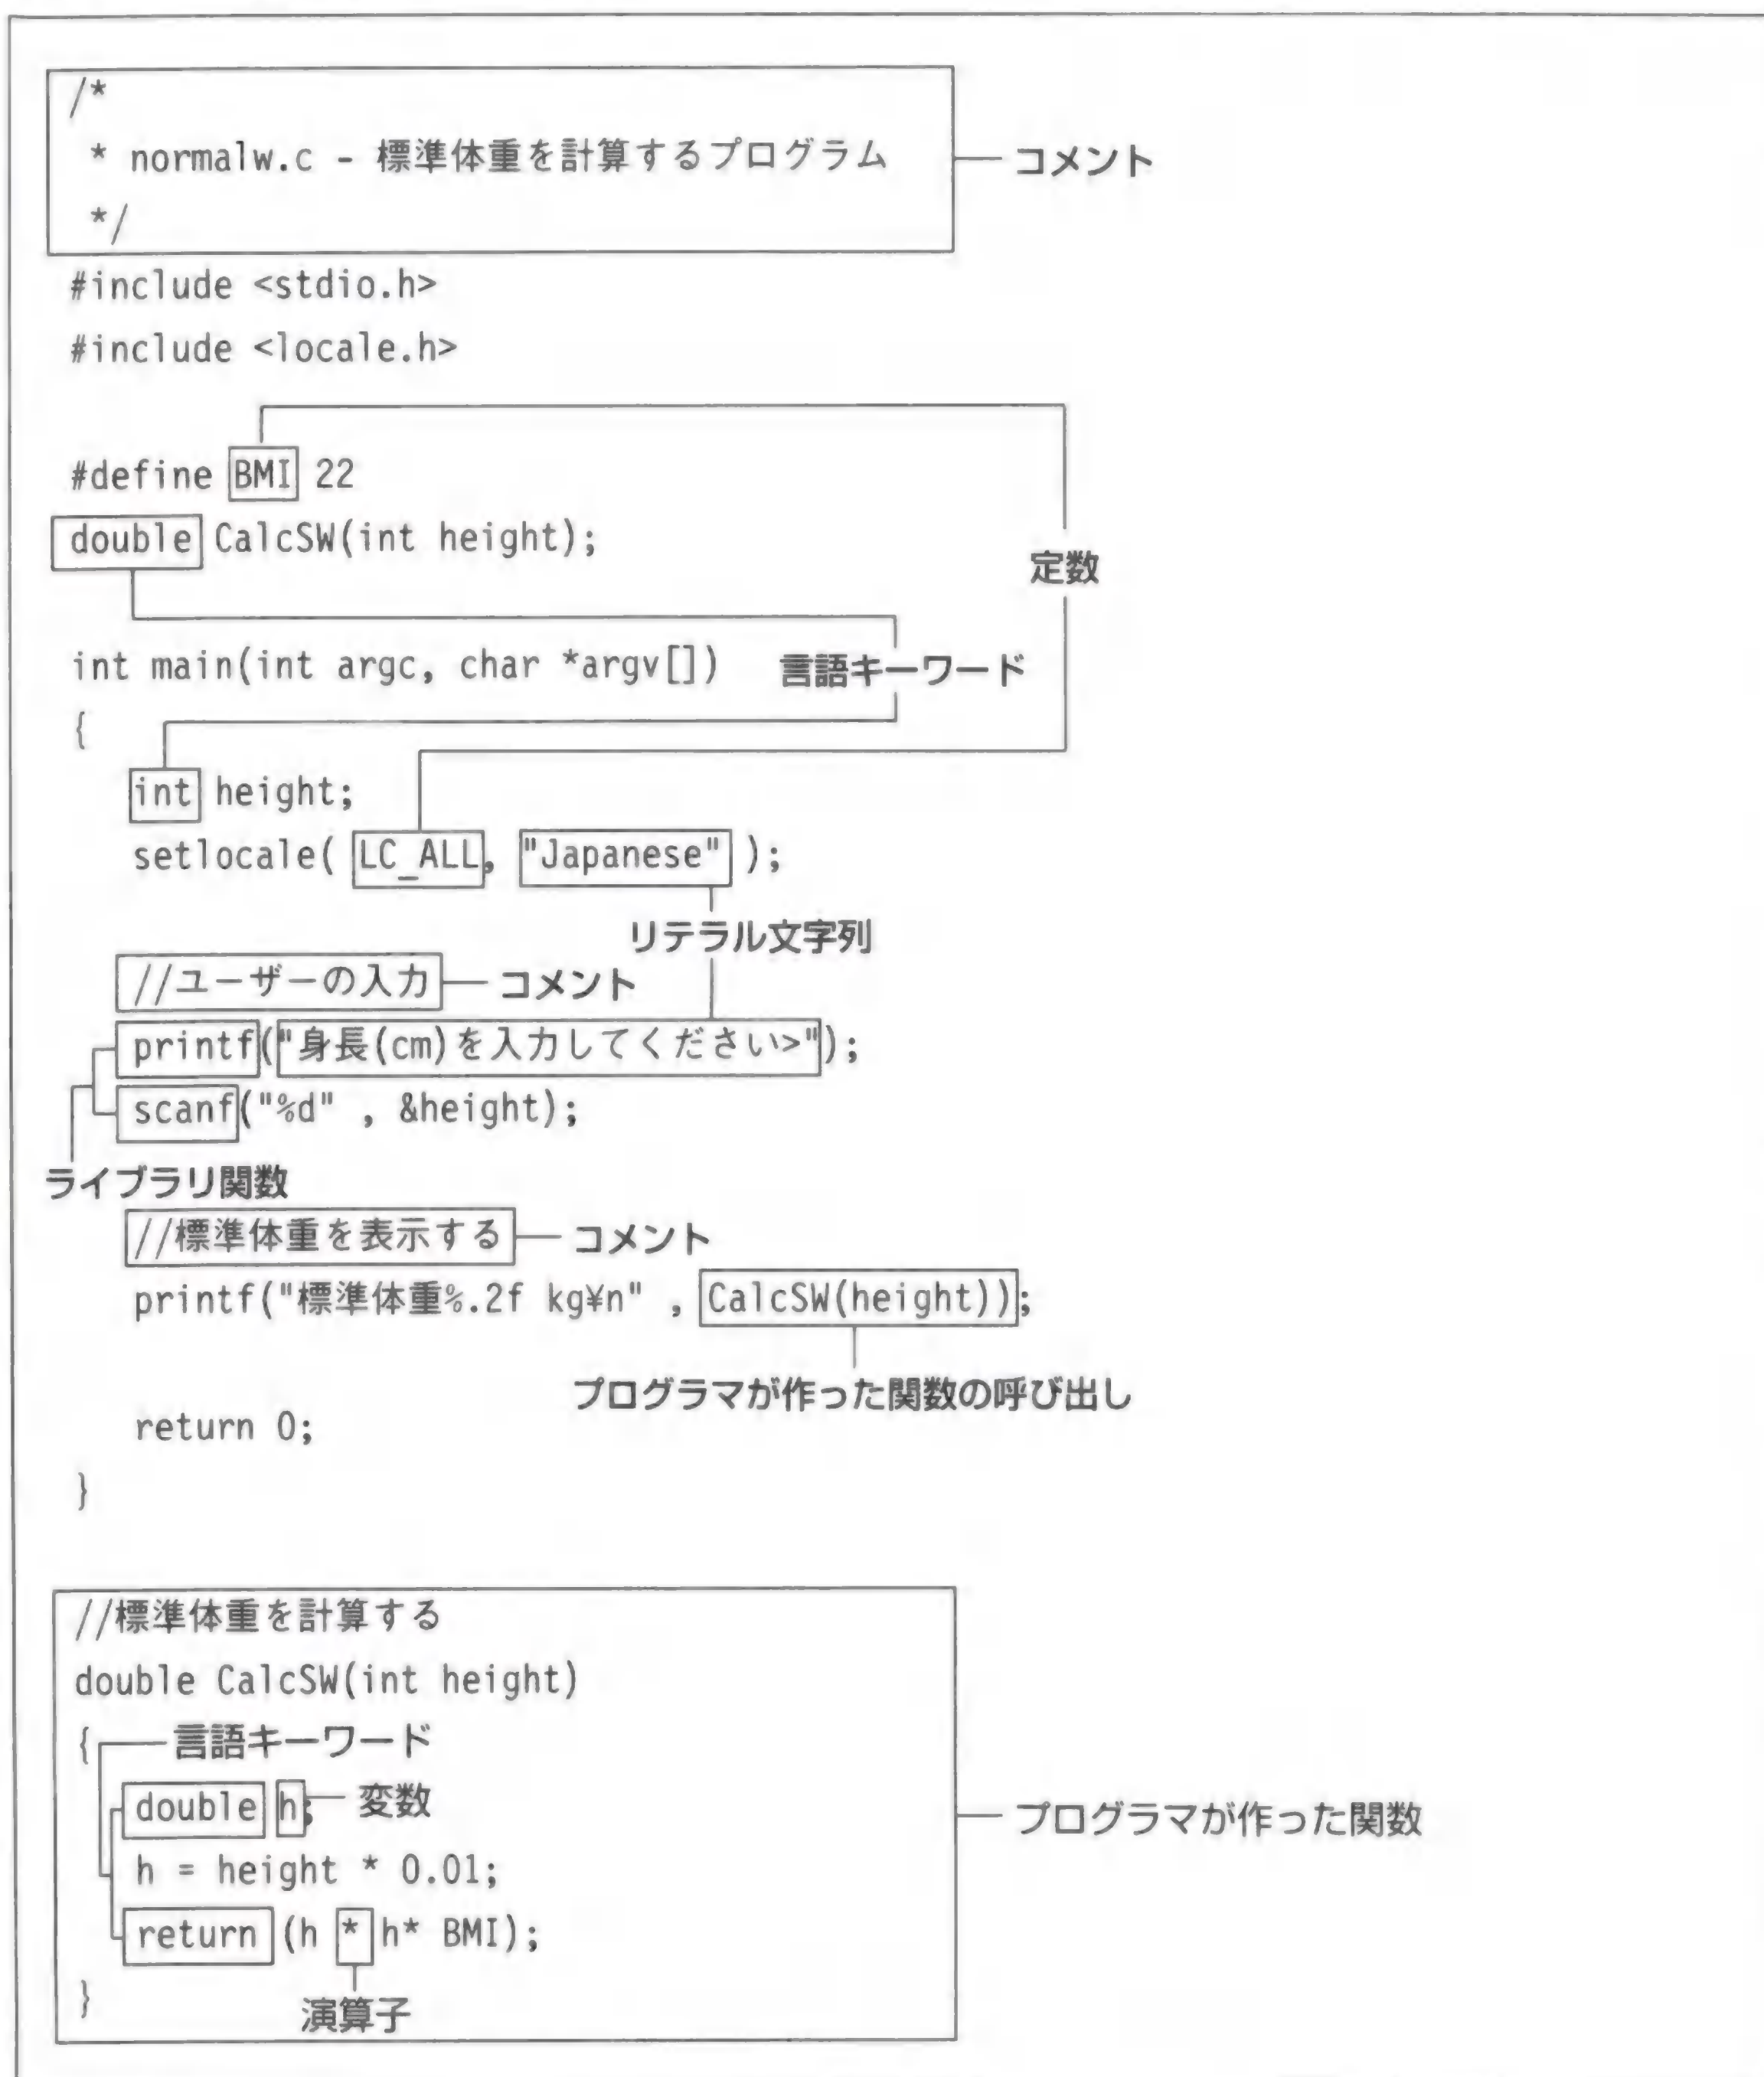 /*
 * normalw.c - 標準体重を計算するプログラム
コメント
 */
#include <stdio.h>
#include <locale.h>
#define BMI 22
double CalcSW(int height);
定数
int main(int argc, char *argv[])
言語キーワード
{
int height;
setlocale( LC_ALL, "Japanese" );
リテラル文字列
//ユーザーの入力
コメント
printf("身長(cm)を入力してください>");
scanf("%d" , &height);
ライブラリ関数
//標準体重を表示する
コメント
printf("標準体重%.2f kg¥n" , CalcSW(height));
プログラマが作った関数の呼び出し
return 0;
}
//標準体重を計算する
double CalcSW(int height)
{
言語キーワード
double h;
変数
プログラマが作った関数
h = height * 0.01;
return (h * h* BMI);
}
演算子